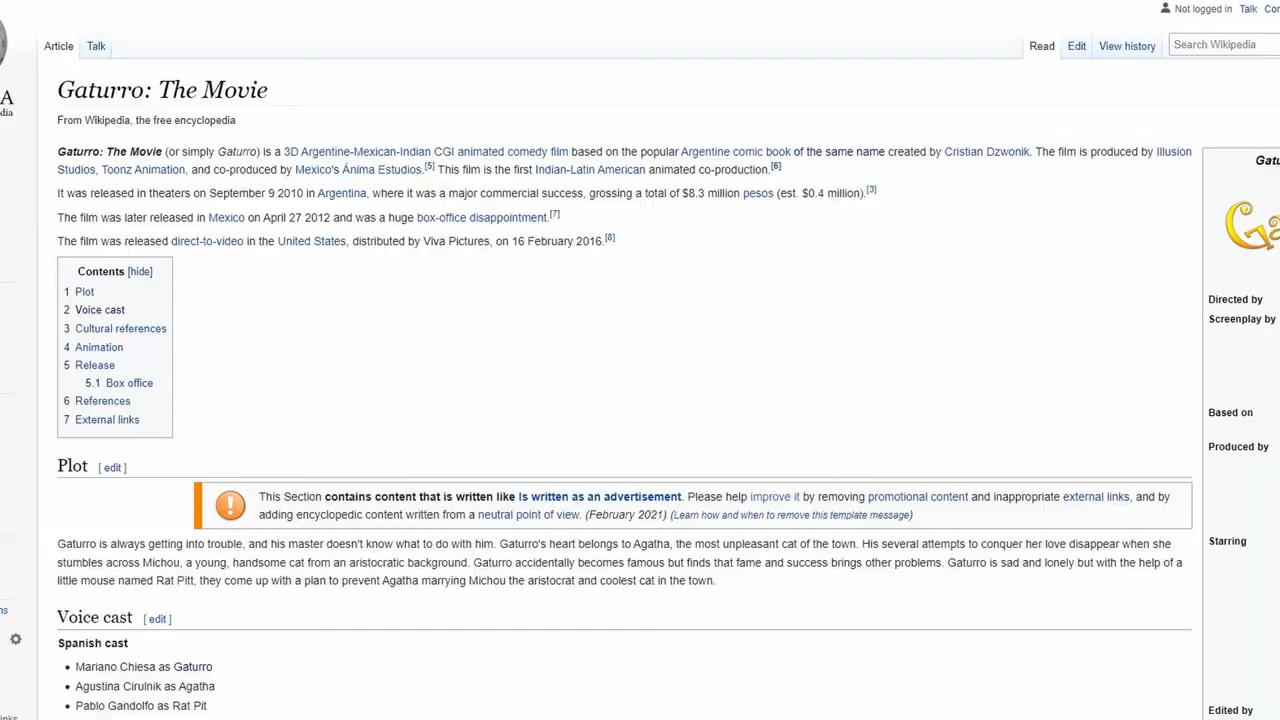 Not logged in Talk
Article Talk Read Edit View history Search Wikipedia
Gaturro: The Movie
From Wikipedia, the free encyclopedia
Gaturro: The Movie (or simply Gaturro) is a 3D Argentine-Mexican-Indian CGI animated comedy film based on the popular Argentine comic book of the same name created by Cristian Dzwonik. The film is produced by Illusion
Studios, Toonz Animation, and co-produced by Mexico's Ánima Estudios.[5] This film is the first Indian-Latin American animated co-production.[6]
It was released in theaters on September 9 2010 in Argentina, where it was a major commercial success, grossing a total of $8.3 million pesos (est. $0.4 million).[3]
The film was later released in Mexico on April 27 2012 and was a huge box-office disappointment.[7]
The film was released direct-to-video in the United States, distributed by Viva Pictures, on 16 February 2016.[8]
Contents [hide]
1 Plot
2 Voice cast
3 Cultural references
4 Animation
5 Release
5.1 Box office
6 References
7 External links
Directed by
Screenplay by
Based on
Produced by
Starring
Edited by
Plot [ edit ]
This Section contains content that is written like Is written as an advertisement. Please help improve it by removing promotional content and inappropriate external links, and by
adding encyclopedic content written from a neutral point of view. (February 2021) (Learn how and when to remove this template message)
Gaturro is always getting into trouble, and his master doesn't know what to do with him. Gaturro's heart belongs to Agatha, the most unpleasant cat of the town. His several attempts to conquer her love disappear when she
stumbles across Michou, a young, handsome cat from an aristocratic background. Gaturro accidentally becomes famous but finds that fame and success brings other problems. Gaturro is sad and lonely but with the help of a
little mouse named Rat Pitt, they come up with a plan to prevent Agatha marrying Michou the aristocrat and coolest cat in the town.
Voice cast [ edit ]
Spanish cast
• Mariano Chiesa as Gaturro
• Agustina Cirulnik as Agatha
• Pablo Gandolfo as Rat Pit